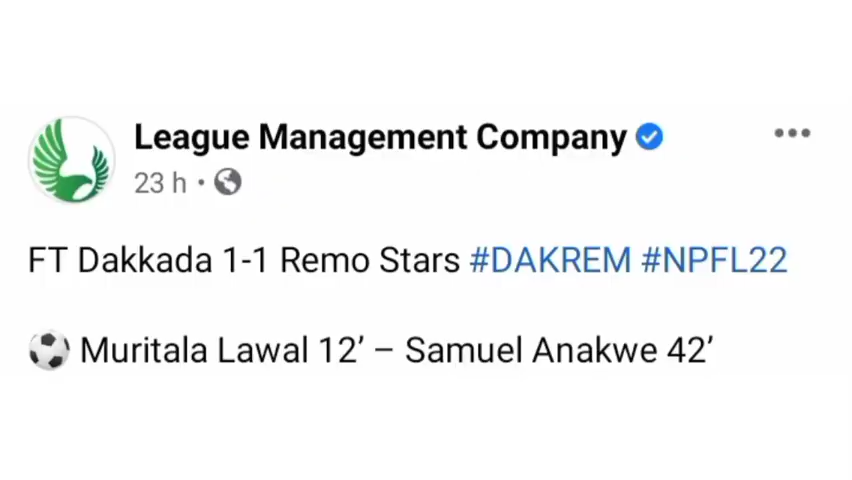 League Management Company
23 h •
FT Dakkada 1-1 Remo Stars #DAKREM #NPFL22
⚽ Muritala Lawal 12’ – Samuel Anakwe 42’